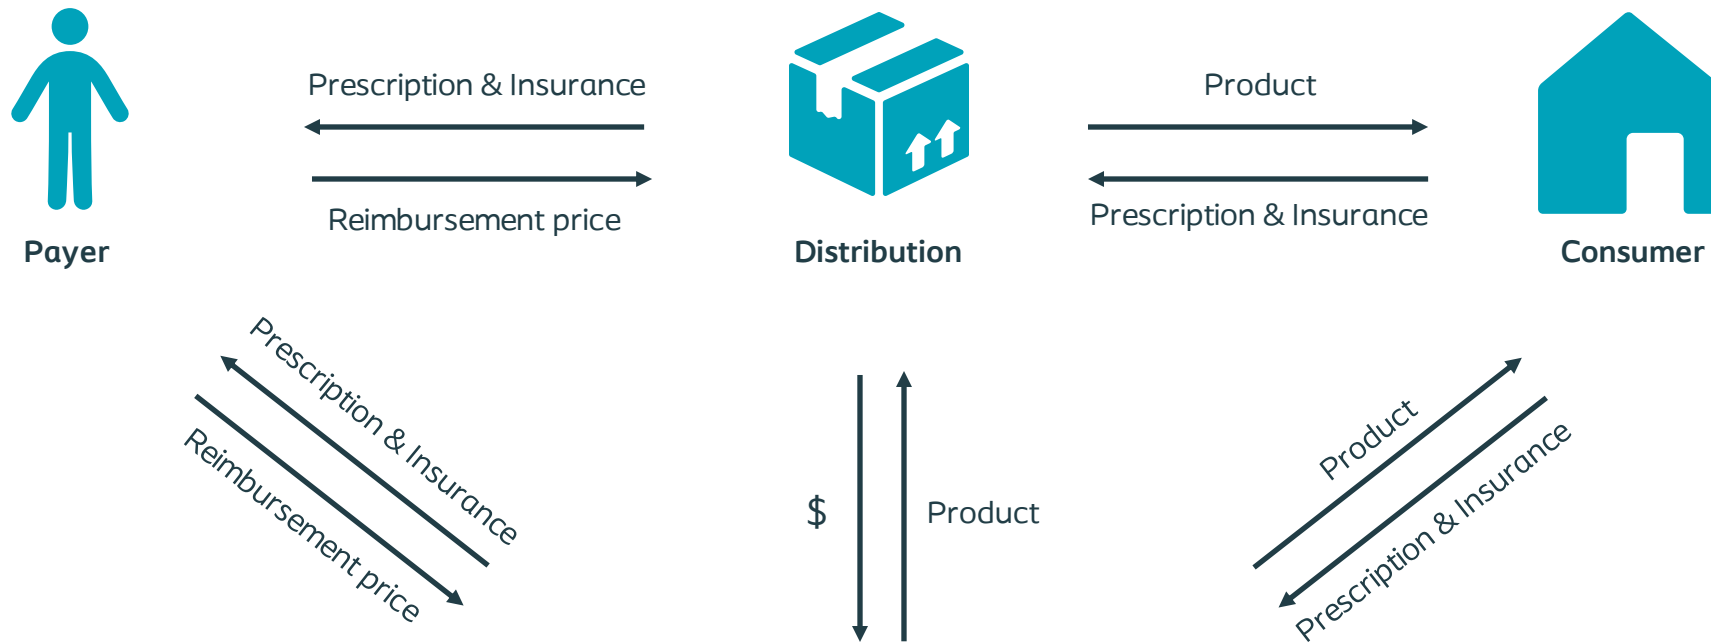 Prescription & Insurance
Product
Reimbursement price
Prescription & Insurance
Payer
Distribution
Consumer
Prescription & Insurance
Reimbursement price
$
Product
Product
Prescription & Insurance